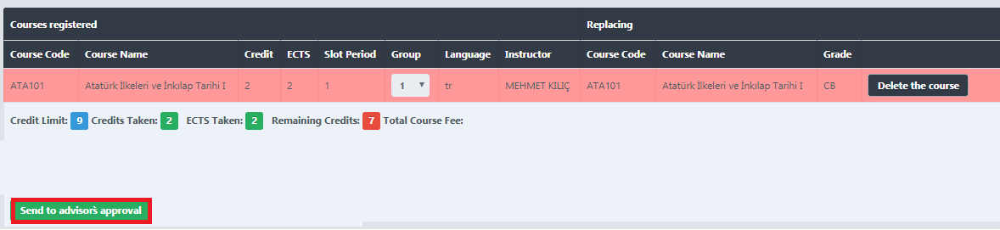 Courses registered Replacing
Course Code Course Name Credit ECTS Slot Period Group Language Instructor Course Code Course Name Grade
ATA101 Atatürk İlkeleri ve İnkılap Tarihi I 2 2 1 1 tr MEHMET KILIÇ ATA101 Atatürk İlkeleri ve İnkılap Tarihi I CB Delete the course
Credit Limit: 9 Credits Taken: 2 ECTS Taken: 2 Remaining Credits: 7 Total Course Fee:
Send to advisor`s approval